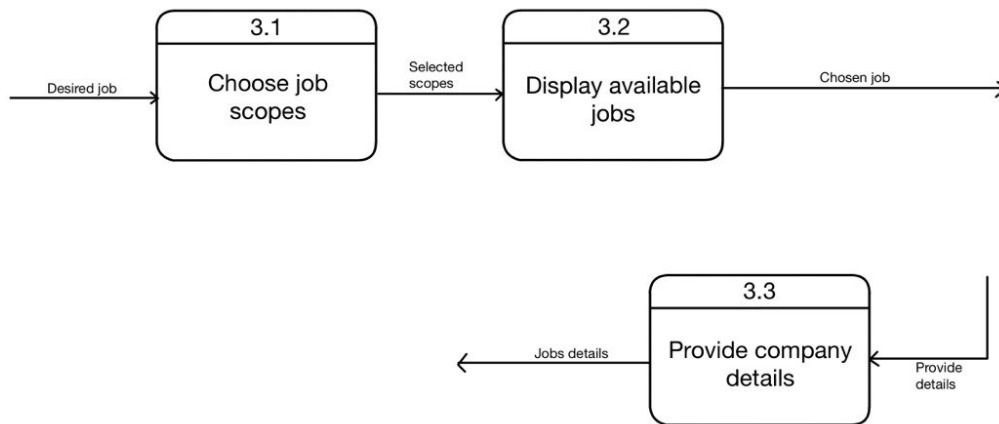 3.1
3.2
Desired job
Choose job
scopes
Selected
scopes
Display available
jobs
Chosen job
3.3
Jobs details
Provide company
details
Provide
details